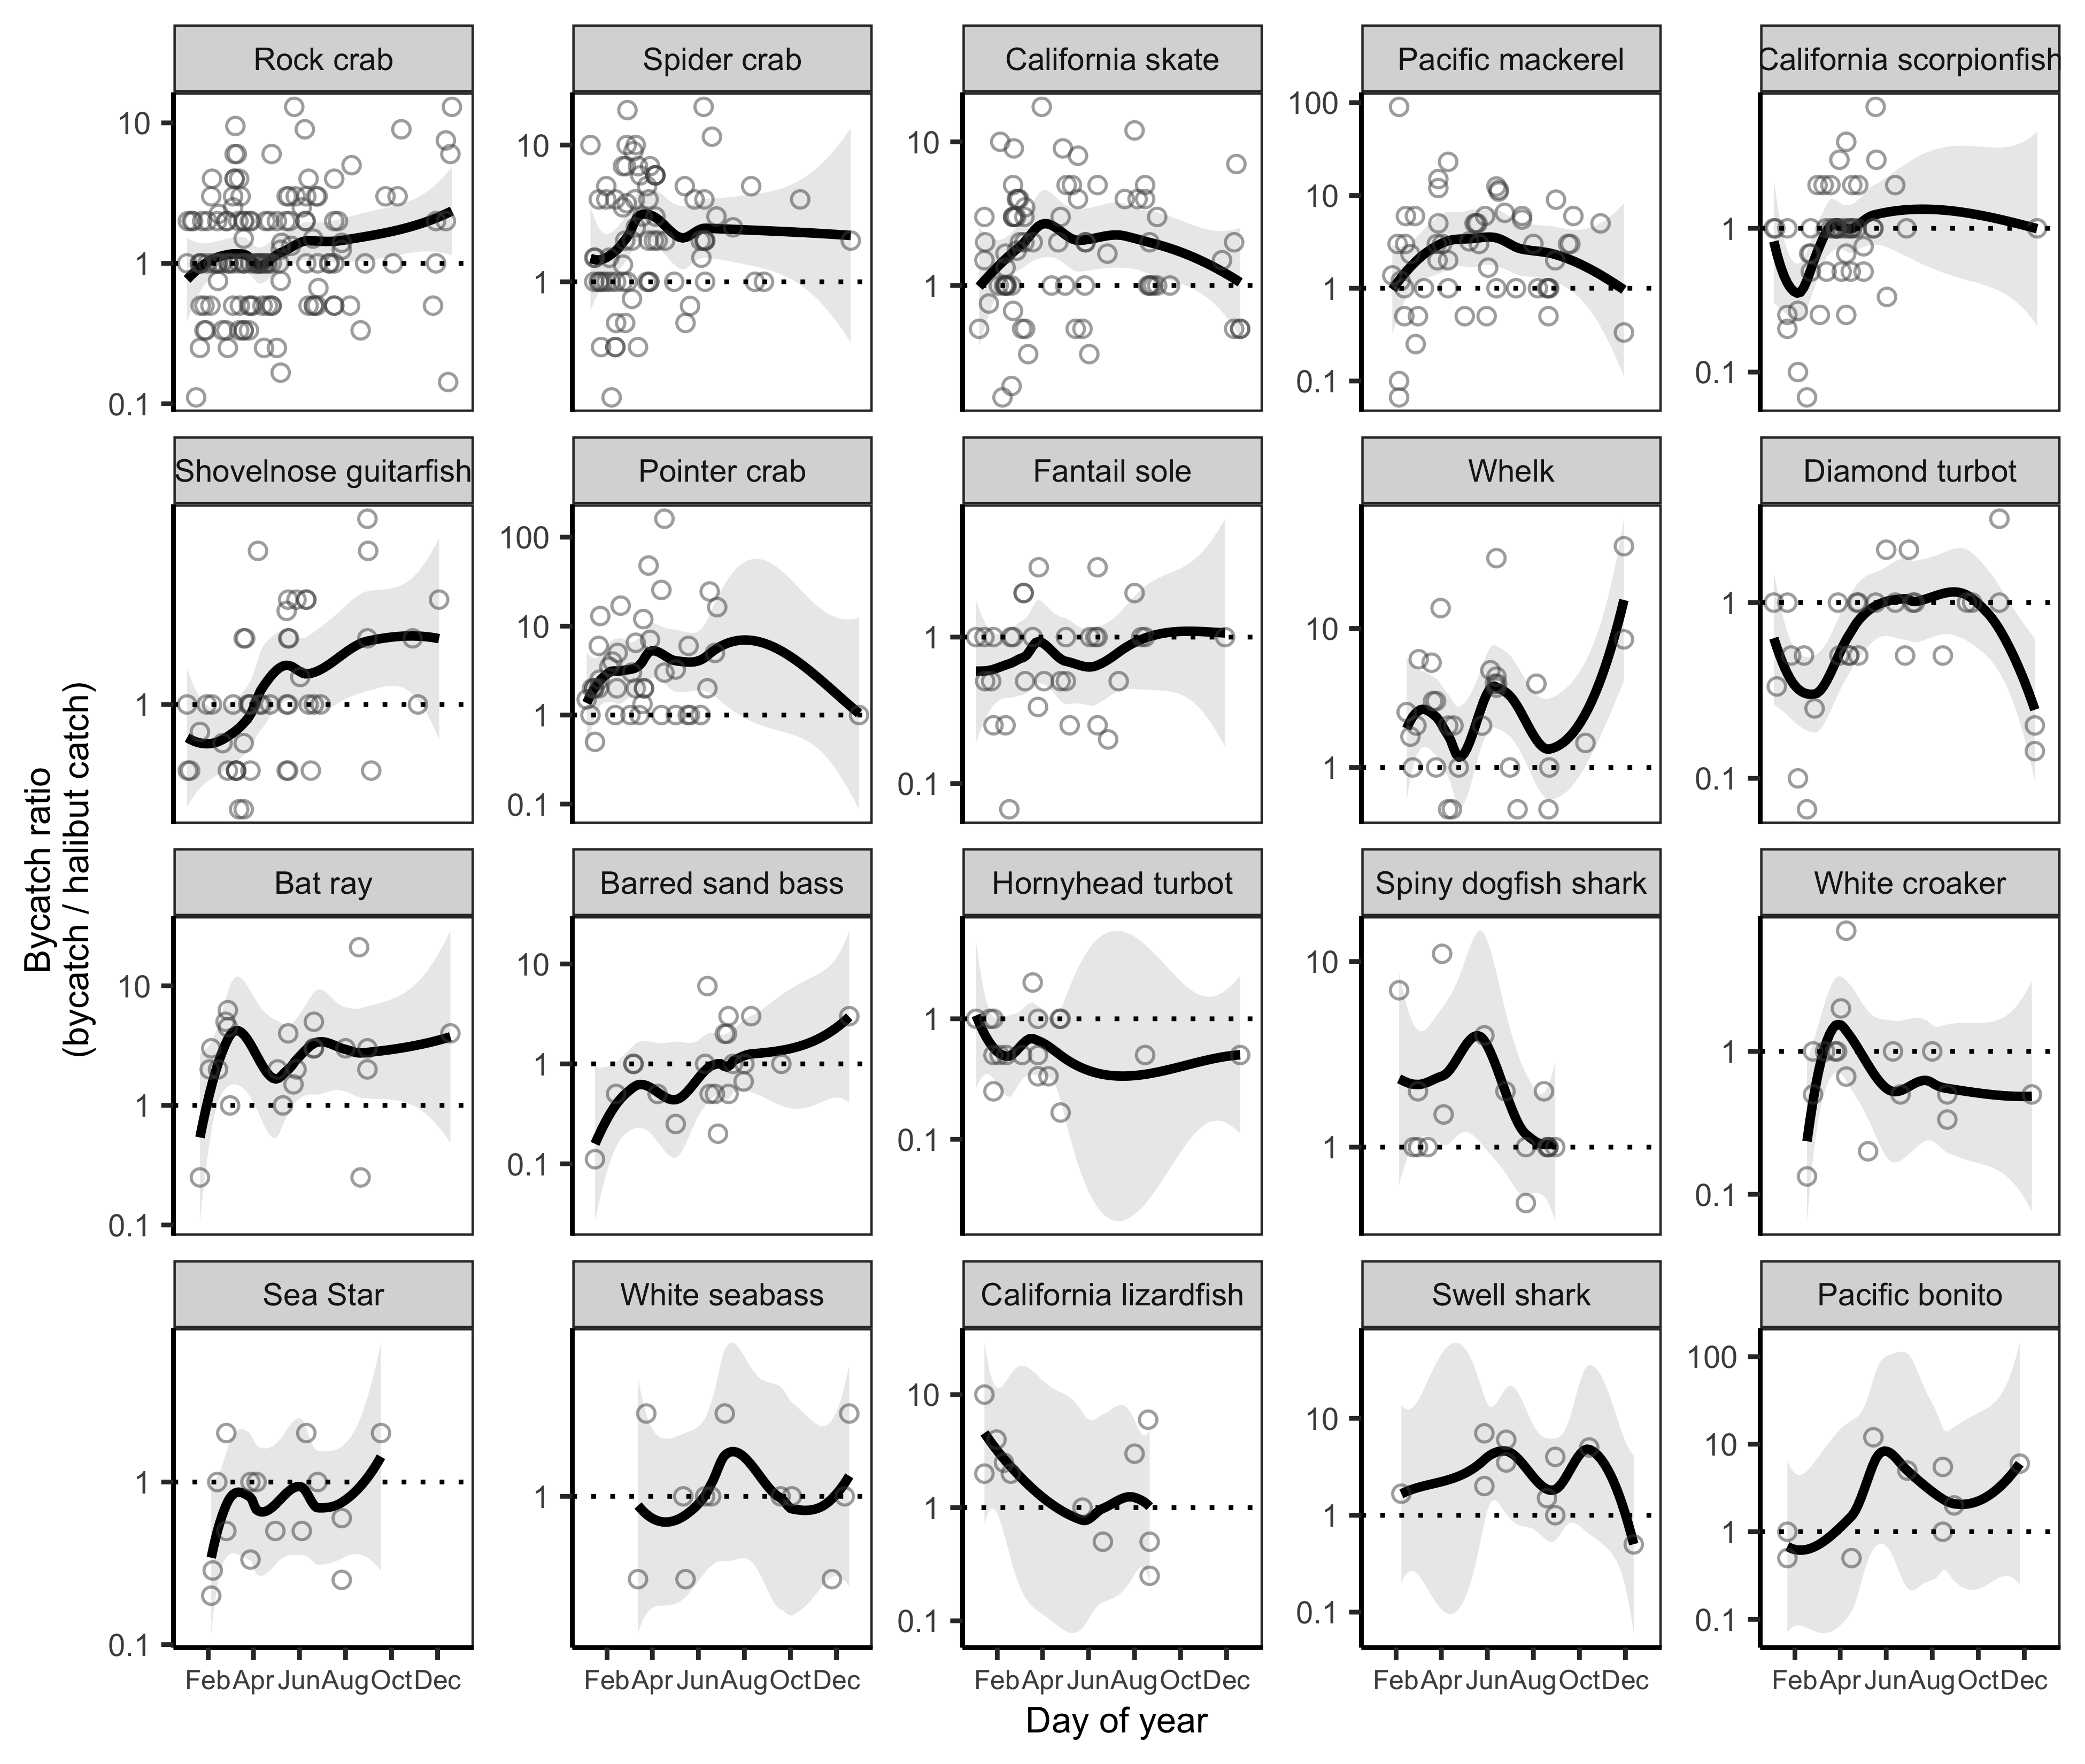 Rock crab
Spider crab
California skate
Pacific mackerel
California scorpionfish
10
1
0.1
10
1
10
1
100
10
1
0.1
1
0.1
Shovelnose guitarfish
Pointer crab
Fantail sole
Whelk
Diamond turbot
1
100
10
1
0.1
1
0.1
10
1
1
0.1
Bat ray
Barred sand bass
Hornyhead turbot
Spiny dogfish shark
White croaker
10
1
0.1
10
1
0.1
1
0.1
10
1
1
0.1
Sea Star
White seabass
California lizardfish
Swell shark
Pacific bonito
1
0.1
1
10
1
0.1
10
1
0.1
100
10
1
0.1
Feb Apr Jun Aug Oct Dec
Feb Apr Jun Aug Oct Dec
Feb Apr Jun Aug Oct Dec
Feb Apr Jun Aug Oct Dec
Feb Apr Jun Aug Oct Dec
Day of year
Bycatch ratio
(bycatch / halibut catch)